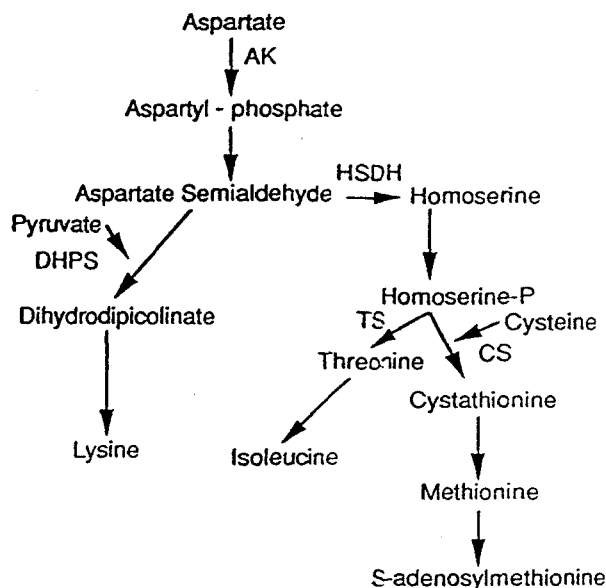 Aspartate
AK
Aspartyl - phosphate
HSDH
Aspartate Semialdehyde
Homoserine
Pyruvate
DHPS
Homoserine-P
Dihydrodipicolinate
TS
Cysteine
Threonine
CS
Cystathionine
Lysine
Isoleucine
Methionine
S-adenosylmethionine